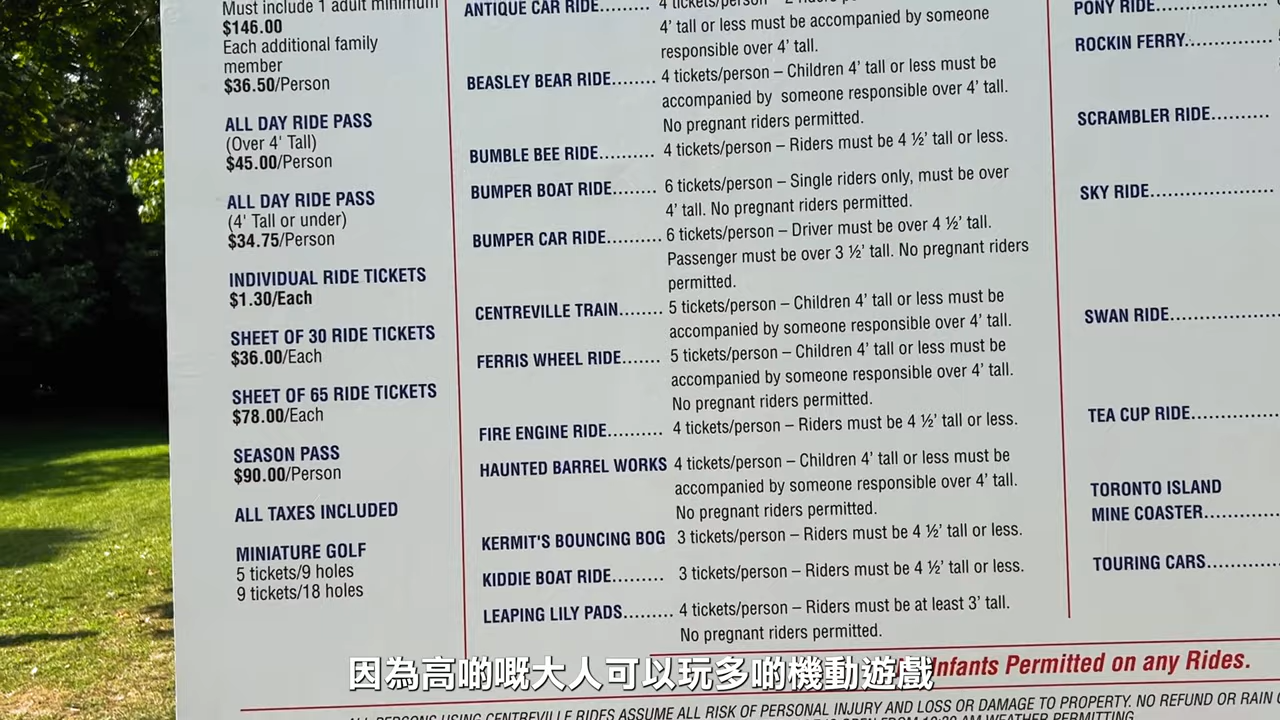 Must include 1 adult minimum
$146.00
Each additional family
member
$36.50/Person
ALL DAY RIDE PASS
(Over 4' Tall)
$45.00/Person
ALL DAY RIDE PASS
(4' Tall or under)
$34.75/Person
INDIVIDUAL RIDE TICKETS
$1.30/Each
SHEET OF 30 RIDE TICKETS
$36.00/Each
SHEET OF 65 RIDE TICKETS
$78.00/Each
SEASON PASS
$90.00/Person
ALL TAXES INCLUDED
MINIATURE GOLF
5 tickets/9 holes
9 tickets/18 holes
ANTIQUE CAR RIDE........ 4 tickets/person – 2 Riders
4' tall or less must be accompanied by someone
responsible over 4' tall.
BEASLEY BEAR RIDE........ 4 tickets/person – Children 4' tall or less must be
accompanied by someone responsible over 4' tall.
No pregnant riders permitted.
BUMBLE BEE RIDE.......... 4 tickets/person – Riders must be 4 ½' tall or less.
BUMPER BOAT RIDE........ 6 tickets/person – Single riders only, must be over
4' tall. No pregnant riders permitted.
BUMPER CAR RIDE.......... 6 tickets/person – Driver must be over 4 ½' tall.
Passenger must be over 3 ½' tall. No pregnant riders
permitted.
CENTREVILLE TRAIN........ 5 tickets/person – Children 4' tall or less must be
accompanied by someone responsible over 4' tall.
FERRIS WHEEL RIDE....... 5 tickets/person – Children 4' tall or less must be
accompanied by someone responsible over 4' tall.
No pregnant riders permitted.
FIRE ENGINE RIDE.......... 4 tickets/person – Riders must be 4 ½' tall or less.
HAUNTED BARREL WORKS 4 tickets/person – Children 4' tall or less must be
accompanied by someone responsible over 4' tall.
No pregnant riders permitted.
KERMIT'S BOUNCING BOG 3 tickets/person – Riders must be 4 ½' tall or less.
KIDDIE BOAT RIDE......... 3 tickets/person – Riders must be 4 ½' tall or less.
LEAPING LILY PADS......... 4 tickets/person – Riders must be at least 3' tall.
No pregnant riders permitted.
PONY RIDE..................
ROCKIN FERRY..............
SCRAMBLER RIDE..........
SKY RIDE....................
SWAN RIDE..................
TEA CUP RIDE..............
TORONTO ISLAND
MINE COASTER............
TOURING CARS............
Infants Permitted on any Rides.
因為高啲嘅大人可以玩多啲機動遊戲
ALL PERSONS USING CENTREVILLE RIDES ASSUME ALL RISK OF PERSONAL INJURY AND LOSS OR DAMAGE TO PROPERTY. NO REFUND OR RAIN
OPEN FROM 10:30 AM WEATHER PERMITTING